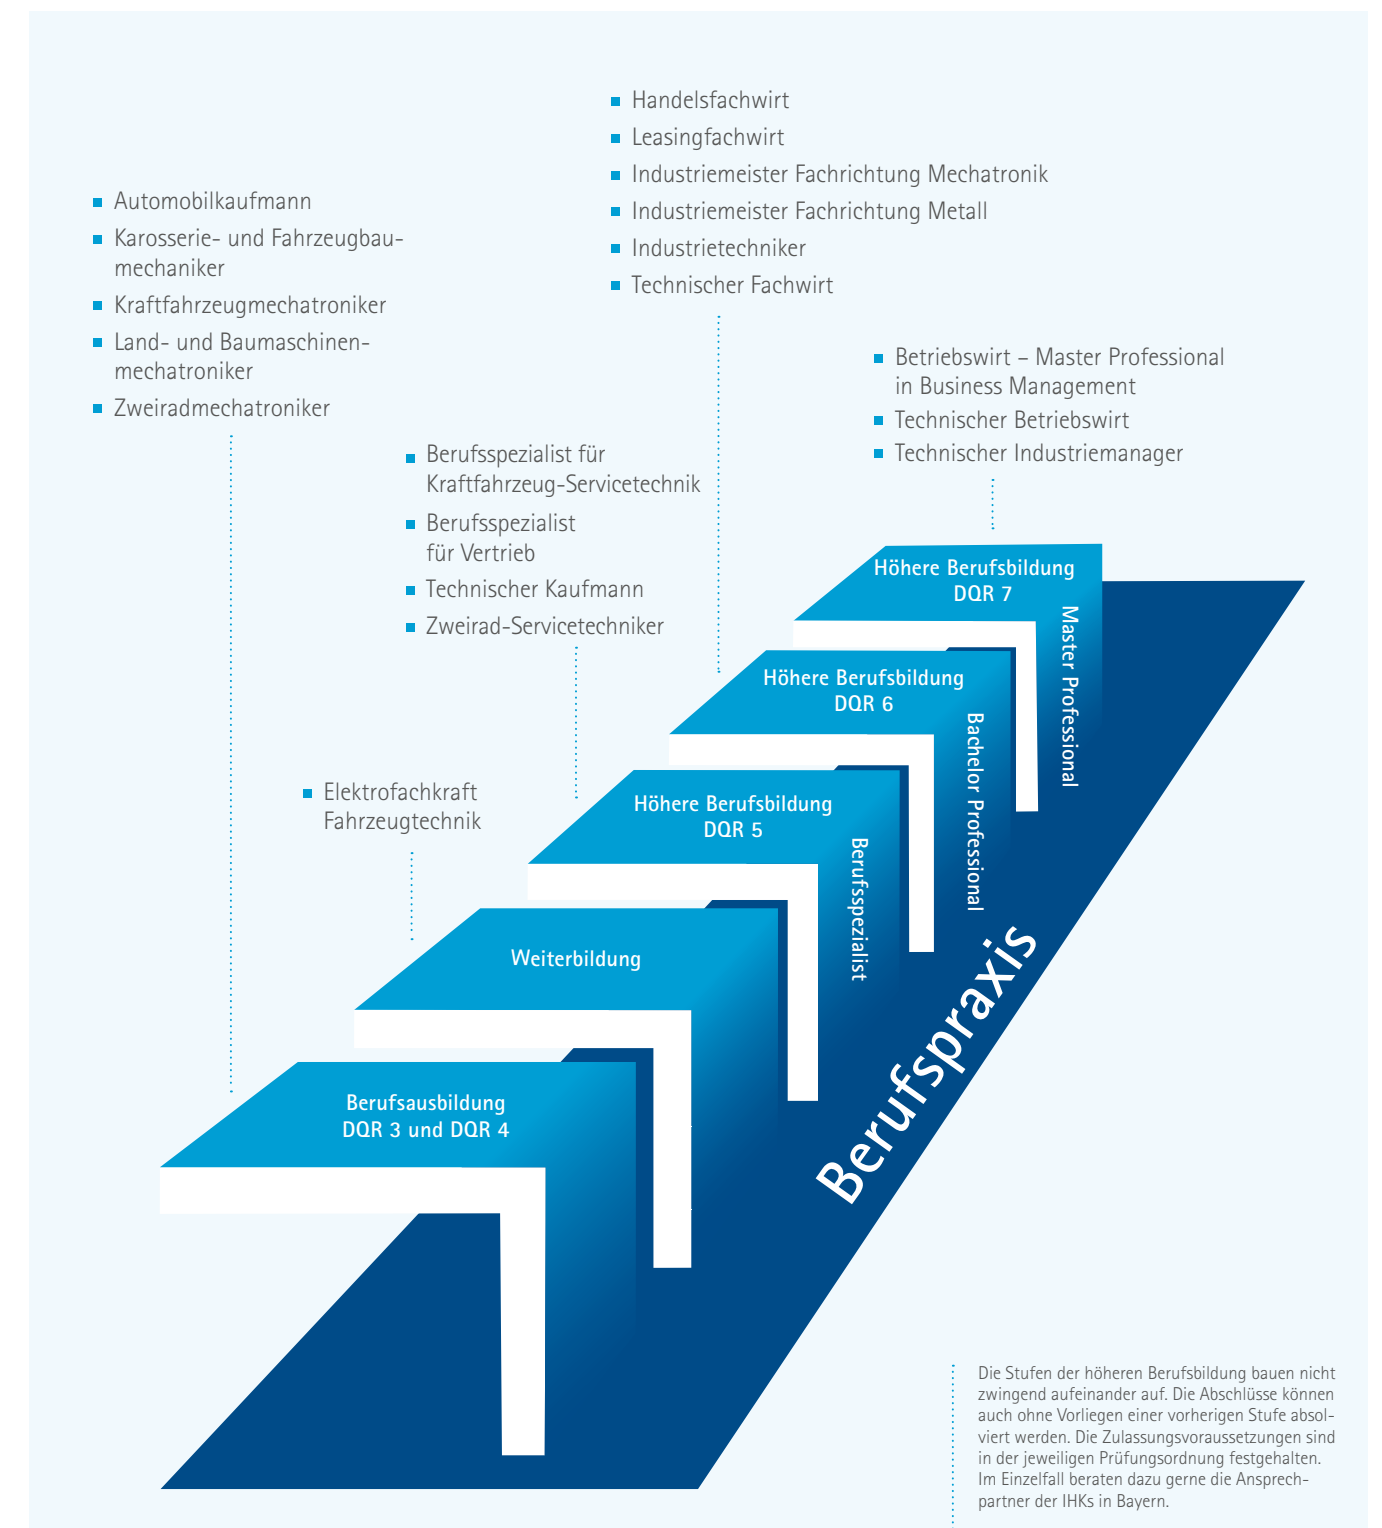 Handelsfachwirt
Leasingfachwirt
Industriemeister Fachrichtung Mechatronik
Industriemeister Fachrichtung Metall
Industrietechniker
Technischer Fachwirt
Automobilkaufmann
Karosserie- und Fahrzeugbau-
mechaniker
Kraftfahrzeugmechatroniker
Land- und Baumaschinen-
mechatroniker
Zweiradmechatroniker
Betriebswirt – Master Professional
in Business Management
Technischer Betriebswirt
Technischer Industriemanager
Berufsspezialist für
Kraftfahrzeug-Servicetechnik
Berufsspezialist
für Vertrieb
Technischer Kaufmann
Zweirad-Servicetechniker
Elektrofachkraft
Fahrzeugtechnik
Höhere Berufsbildung
DQR 7
Master Professional
Höhere Berufsbildung
DQR 6
Bachelor Professional
Höhere Berufsbildung
DQR 5
Berufsspezialist
Weiterbildung
Berufsausbildung
DQR 3 und DQR 4
Berufspraxis
Die Stufen der höheren Berufsbildung bauen nicht
zwingend aufeinander auf. Die Abschlüsse können
auch ohne Vorliegen einer vorherigen Stufe absol-
viert werden. Die Zulassungsvoraussetzungen sind
in der jeweiligen Prüfungsordnung festgehalten.
Im Einzelfall beraten dazu gerne die Ansprech-
partner der IHKs in Bayern.